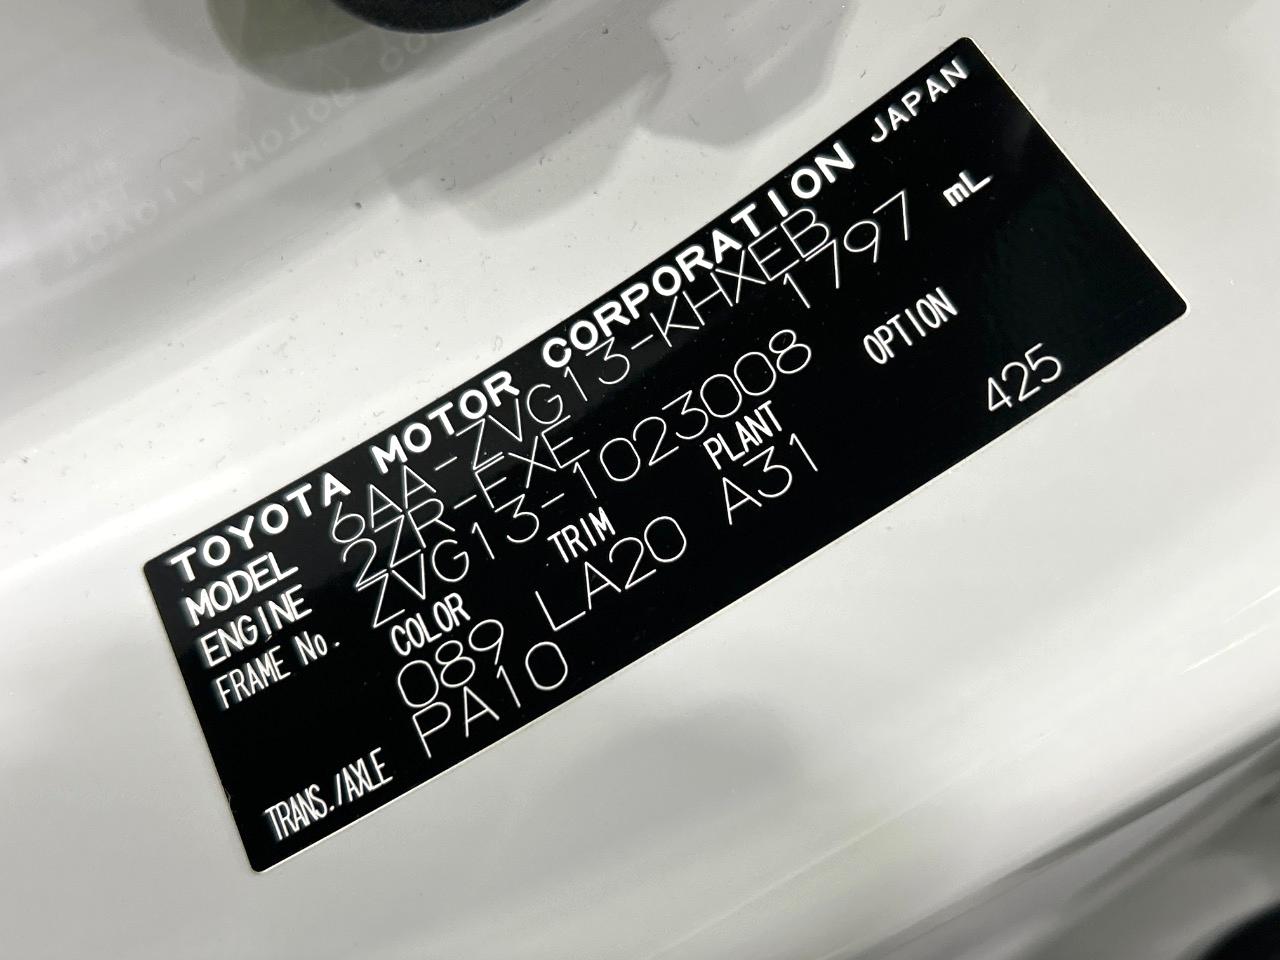 TOYOTA MOTOR CORPORATION JAPAN
MODEL 6AA-ZVG13-KHXEB
ENGINE 2ZR-FXE 1797 mL
FRAME No. ZVG13-1023008
COLOR TRIM PLANT OPTION
089 LA20 A31 425
TRANS./AXLE PA10